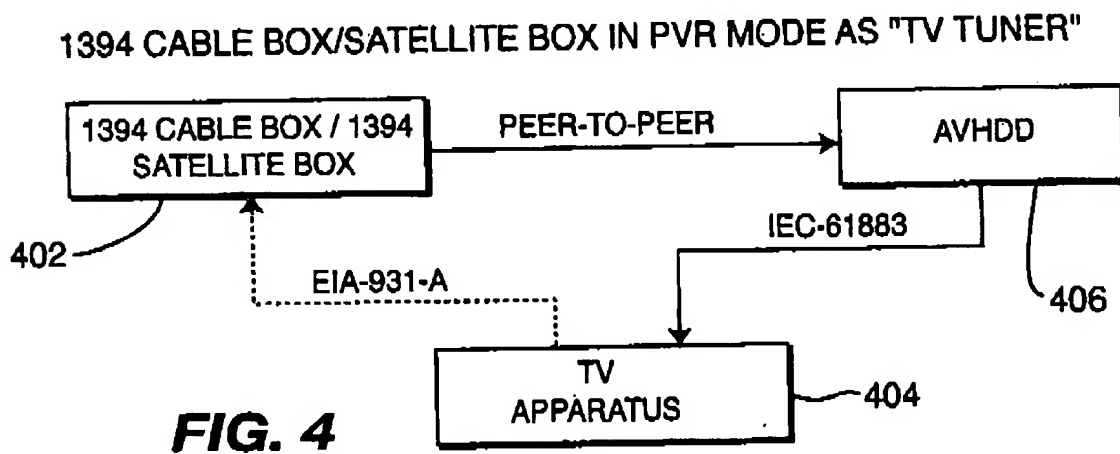 1394 CABLE BOX/SATELLITE BOX IN PVR MODE AS "TV TUNER"
1394 CABLE BOX / 1394
SATELLITE BOX
PEER-TO-PEER
AVHDD
402
IEC-61883
EIA-931-A
406
TV
APPARATUS
404
FIG. 4